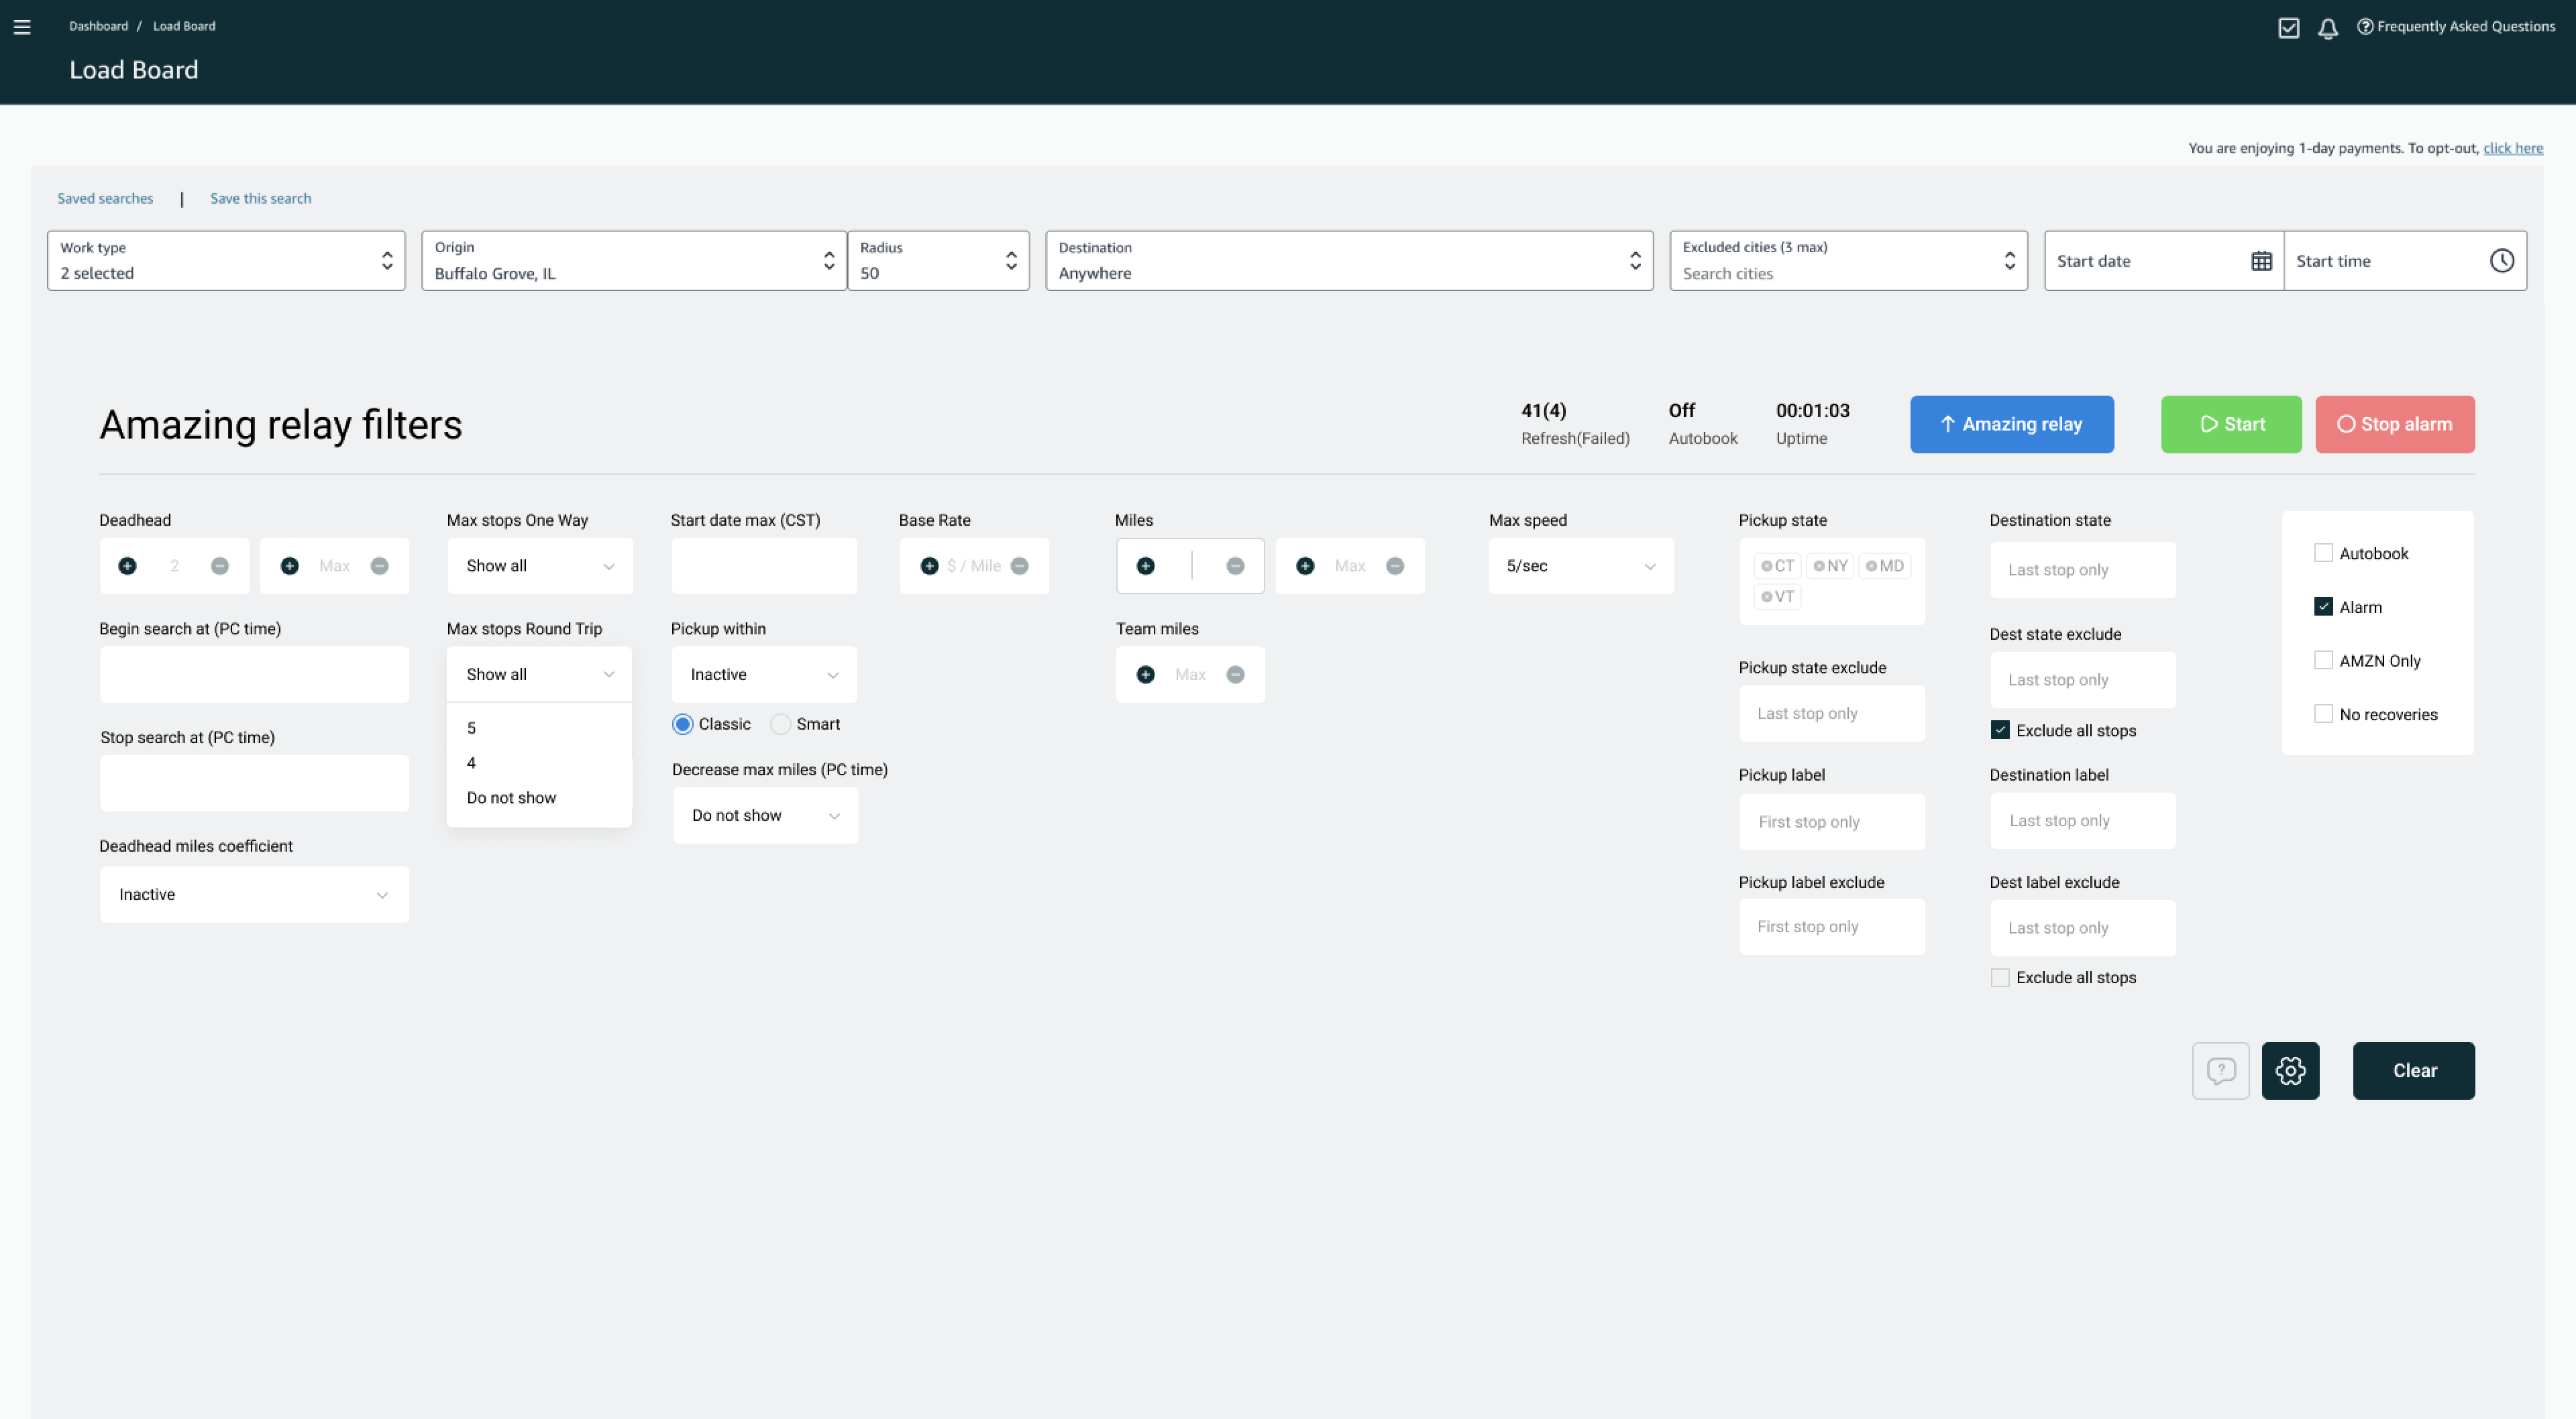 Dashboard / Load Board
Frequently Asked Questions
Load Board
You are enjoying 1-day payments. To opt-out, click here
Saved searches | Save this search
Work type
2 selected
Origin
Buffalo Grove, IL
Radius
50
Destination
Anywhere
Excluded cities (3 max)
Search cities
Start date
Start time
Amazing relay filters
41(4)
Refresh(Failed)
Off
Autobook
00:01:03
Uptime
Amazing relay
Start
Stop alarm
Deadhead
2
Max
Begin search at (PC time)
Stop search at (PC time)
Deadhead miles coefficient
Inactive
Max stops One Way
Show all
Max stops Round Trip
Show all
5
4
Do not show
Start date max (CST)
Pickup within
Inactive
Classic
Smart
Decrease max miles (PC time)
Do not show
Base Rate
$ / Mile
Miles
Max
Team miles
Max
Max speed
5/sec
Pickup state
CT NY MD
VT
Pickup state exclude
Last stop only
Pickup label
First stop only
Pickup label exclude
First stop only
Destination state
Last stop only
Dest state exclude
Last stop only
Exclude all stops
Destination label
Last stop only
Dest label exclude
Last stop only
Exclude all stops
Autobook
Alarm
AMZN Only
No recoveries
Clear